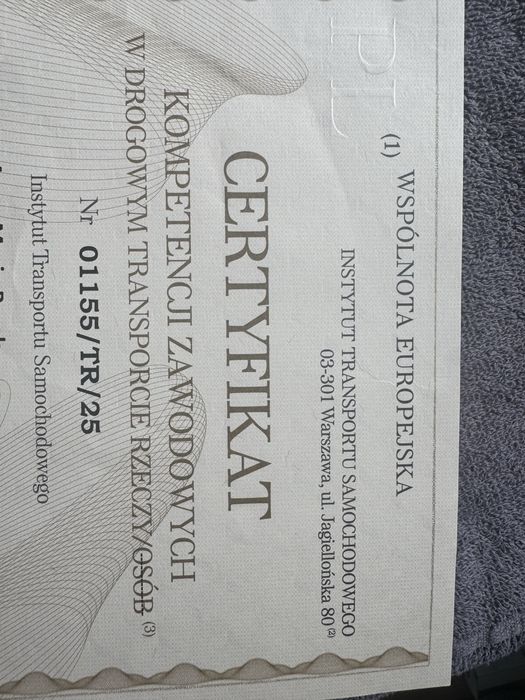 PL
(1) WSPÓLNOTA EUROPEJSKA
INSTYTUT TRANSPORTU SAMOCHODOWEGO
03-301 Warszawa, ul. Jagiellońska 80 (2)
CERTYFIKAT
KOMPETENCJI ZAWODOWYCH
W DROGOWYM TRANSPORCIE RZECZY/OSÓB (3)
Nr 01155/TR/25
Instytut Transportu Samochodowego